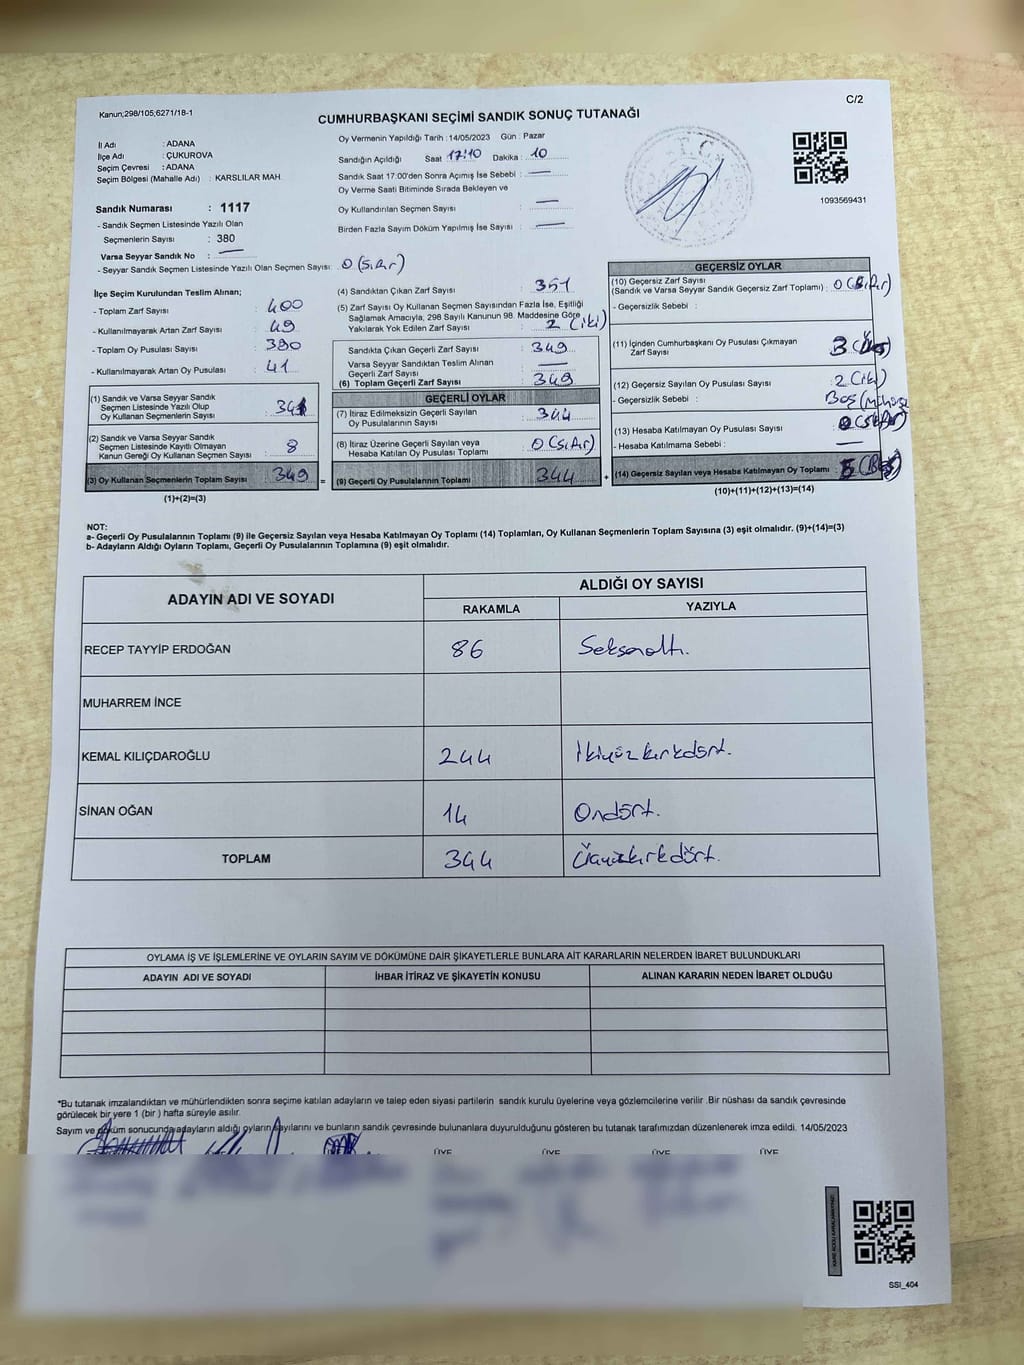 Kanun;298/105;6271/18-1
C/2
CUMHURBAŞKANI SEÇİMİ SANDIK SONUÇ TUTANAĞI
İl Adı : ADANA
İlçe Adı : ÇUKUROVA
Seçim Çevresi : ADANA
Seçim Bölgesi (Mahalle Adı) : KARSLILAR MAH.
Sandık Numarası : 1117
- Sandık Seçmen Listesinde Yazılı Olan
Seçmenlerin Sayısı : 380
Varsa Seyyar Sandık No :
- Seyyar Sandık Seçmen Listesinde Yazılı Olan Seçmen Sayısı: 0 (Sıfır)
Oy Vermenin Yapıldığı Tarih : 14/05/2023 Gün : Pazar
Sandığın Açıldığı Saat 17:10 Dakika : 10
Sandık Saat 17:00'den Sonra Açımış İse Sebebi :
Oy Verme Saati Bitiminde Sırada Bekleyen ve
Oy Kullandırılan Seçmen Sayısı :
Birden Fazla Sayım Döküm Yapılmış İse Sayısı :
T.C.
1093569431
İlçe Seçim Kurulundan Teslim Alınan;
- Toplam Zarf Sayısı : 400
- Kullanılmayarak Artan Zarf Sayısı : 49
- Toplam Oy Pusulası Sayısı : 390
- Kullanılmayarak Artan Oy Pusulası : 41
(1) Sandık ve Varsa Seyyar Sandık
Seçmen Listesinde Yazılı Olup
Oy Kullanan Seçmenlerin Sayısı : 341
(2) Sandık ve Varsa Seyyar Sandık
Seçmen Listesinde Kayıtlı Olmayan
Kanun Gereği Oy Kullanan Seçmen Sayısı : 8
(3) Oy Kullanan Seçmenlerin Toplam Sayısı : 349
(1)+(2)=(3)
(4) Sandıktan Çıkan Zarf Sayısı : 351
(5) Zarf Sayısı Oy Kullanan Seçmen Sayısından Fazla İse, Eşitliği
Sağlamak Amacıyla, 298 Sayılı Kanunun 98. Maddesine Göre
Yakılarak Yok Edilen Zarf Sayısı : 2 (iki)
Sandıkta Çıkan Geçerli Zarf Sayısı : 349
Varsa Seyyar Sandıktan Teslim Alınan
Geçerli Zarf Sayısı :
(6) Toplam Geçerli Zarf Sayısı : 349
GEÇERLİ OYLAR
(7) İtiraz Edilmeksizin Geçerli Sayılan
Oy Pusulalarının Sayısı : 344
(8) İtiraz Üzerine Geçerli Sayılan veya
Hesaba Katılan Oy Pusulası Toplamı : 0 (Sıfır)
= (9) Geçerli Oy Pusulalarının Toplamı : 344
GEÇERSİZ OYLAR
(10) Geçersiz Zarf Sayısı
(Sandık ve Varsa Seyyar Sandık Geçersiz Zarf Toplamı) : 0 (Sıfır)
- Geçersizlik Sebebi :
(11) İçinden Cumhurbaşkanı Oy Pusulası Çıkmayan
Zarf Sayısı : 3 (Üç)
(12) Geçersiz Sayılan Oy Pusulası Sayısı : 2 (iki)
- Geçersizlik Sebebi : Boş
(13) Hesaba Katılmayan Oy Pusulası Sayısı : 0 (Sıfır)
- Hesaba Katılmama Sebebi :
+ (14) Geçersiz Sayılan veya Hesaba Katılmayan Oy Toplamı : 5 (Beş)
(10)+(11)+(12)+(13)=(14)
NOT:
a- Geçerli Oy Pusulalarının Toplamı (9) ile Geçersiz Sayılan veya Hesaba Katılmayan Oy Toplamı (14) Toplamları, Oy Kullanan Seçmenlerin Toplam Sayısına (3) eşit olmalıdır. (9)+(14)=(3)
b- Adayların Aldığı Oyların Toplamı, Geçerli Oy Pusulalarının Toplamına (9) eşit olmalıdır.
ADAYIN ADI VE SOYADI
ALDIĞI OY SAYISI
RAKAMLA YAZIYLA
RECEP TAYYİP ERDOĞAN 86 Seksenaltı.
MUHARREM İNCE
KEMAL KILIÇDAROĞLU 244 İkiyüzkırkdört.
SİNAN OĞAN 14 Ondört.
TOPLAM 344 Üçyüzkırkdört.
OYLAMA İŞ VE İŞLEMLERİNE VE OYLARIN SAYIM VE DÖKÜMÜNE DAİR ŞİKAYETLERLE BUNLARA AİT KARARLARIN NELERDEN İBARET BULUNDUKLARI
ADAYIN ADI VE SOYADI İHBAR İTİRAZ VE ŞİKAYETİN KONUSU ALINAN KARARIN NEDEN İBARET OLDUĞU
*Bu tutanak imzalandıktan ve mühürlendikten sonra seçime katılan adayların ve talep eden siyasi partilerin sandık kurulu üyelerine veya gözlemcilerine verilir .Bir nüshası da sandık çevresinde
görülecek bir yere 1 (bir ) hafta süreyle asılır.
Sayım ve döküm sonucunda adayların aldığı oyların sayılarını ve bunların sandık çevresinde bulunanlara duyurulduğunu gösteren bu tutanak tarafımızdan düzenlenerek imza edildi. 14/05/2023
ÜYE ÜYE ÜYE ÜYE
SSI_404